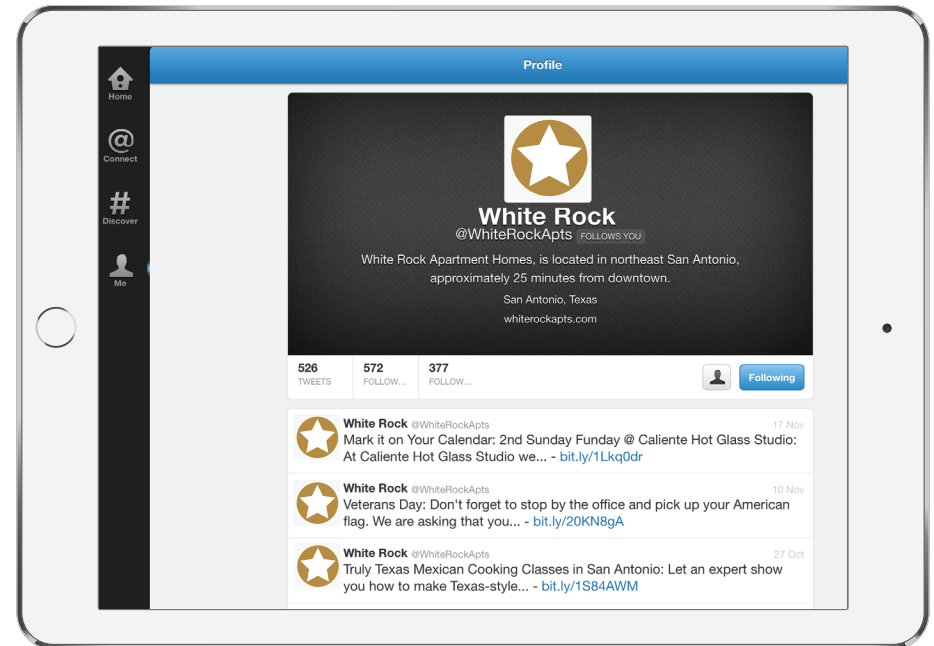 Profile
Home
@
Connect
#
Discover
Me
White Rock
@WhiteRockApts FOLLOWS YOU
White Rock Apartment Homes, is located in northeast San Antonio,
approximately 25 minutes from downtown.
San Antonio, Texas
whiterockapts.com
526 572 377
TWEETS FOLLOW... FOLLOW...
Following
White Rock @WhiteRockApts 17 Nov
Mark it on Your Calendar: 2nd Sunday Funday @ Caliente Hot Glass Studio:
At Caliente Hot Glass Studio we... - bit.ly/1Lkq0dr
White Rock @WhiteRockApts 10 Nov
Veterans Day: Don't forget to stop by the office and pick up your American
flag. We are asking that you... - bit.ly/20KN8gA
White Rock @WhiteRockApts 27 Oct
Truly Texas Mexican Cooking Classes in San Antonio: Let an expert show
you how to make Texas-style... - bit.ly/1S84AWM